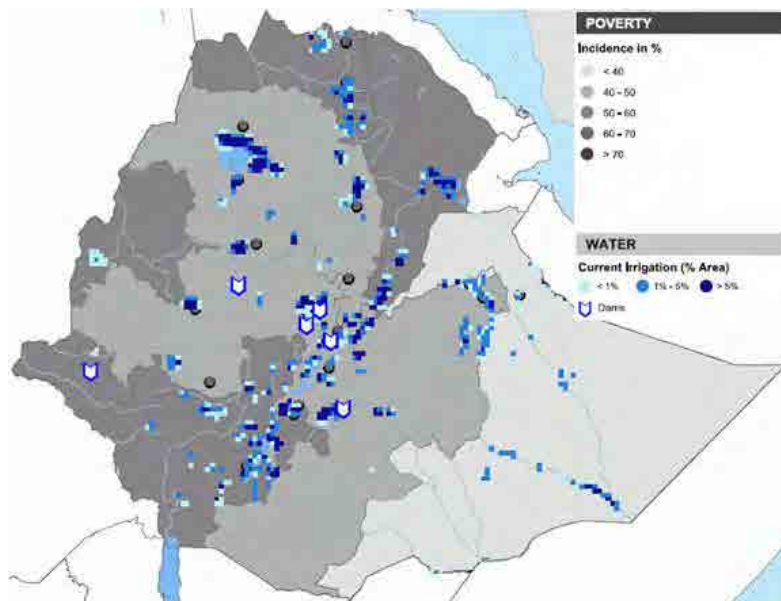 POVERTY
Incidence in %
< 40
40 - 50
50 - 60
60 - 70
> 70
WATER
Current Irrigation (% Area)
< 1% 1% - 5% > 5%
Dams